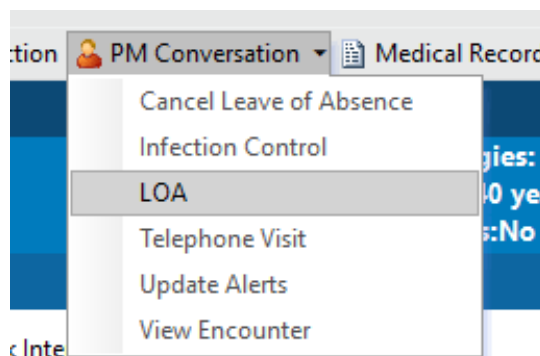 PM Conversation Medical Record
Cancel Leave of Absence
Infection Control
LOA
Telephone Visit
Update Alerts
View Encounter